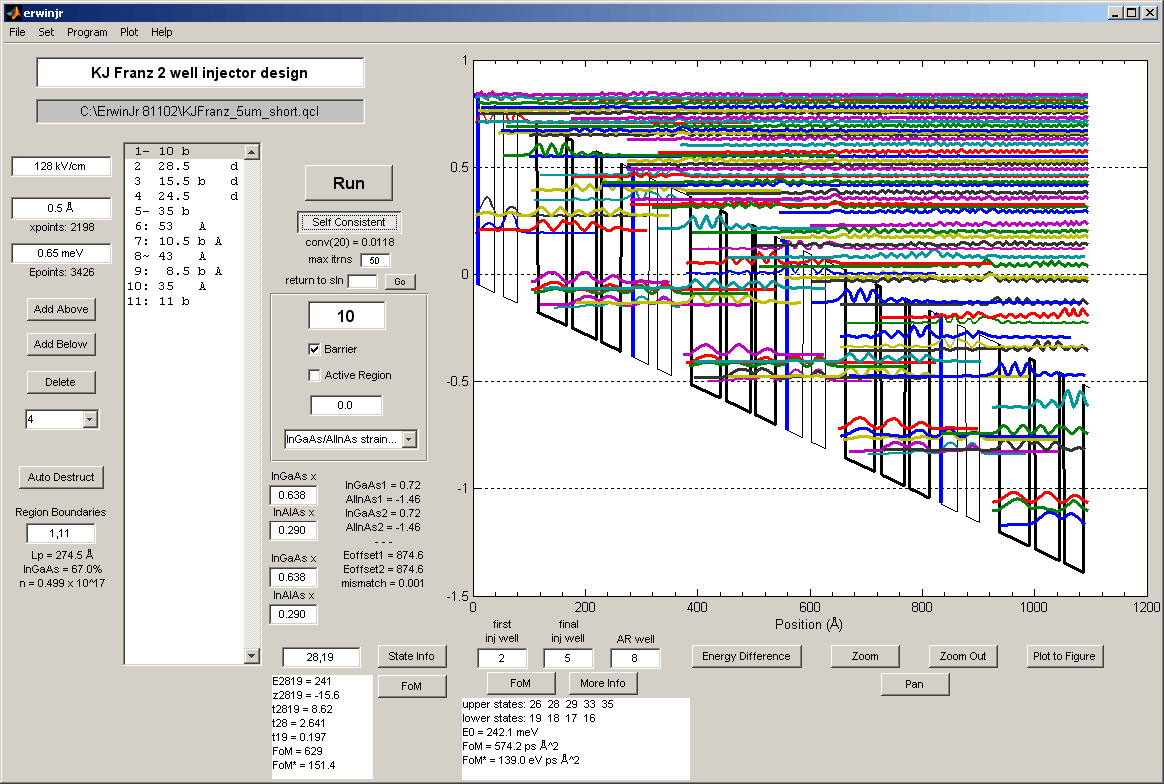 erwinjr
File Set Program Plot Help
KJ Franz 2 well injector design
C:\ErwinJr 81102\KJFranz_5um_short.qcl
128 kV/cm
0.5 Å
xpoints: 2198
0.65 meV
Epoints: 3426
Add Above
Add Below
Delete
4
Auto Destruct
Region Boundaries
1,11
Lp = 274.5 Å
InGaAs = 67.0%
n = 0.499 x 10^17
1- 10 b
2 28.5 d
3 15.5 b d
4 24.5 d
5- 35 b
6: 53 A
7: 10.5 b A
8~ 43 A
9: 8.5 b A
10: 35 A
11: 11 b
Run
Self Consistent
conv(20) = 0.0118
max itrns 50
return to sln Go
10
Barrier
Active Region
0.0
InGaAs/AlInAs strain...
InGaAs x
0.638
InAlAs x
0.290
InGaAs x
0.638
InAlAs x
0.290
InGaAs1 = 0.72
AlInAs1 = -1.46
InGaAs2 = 0.72
AlInAs2 = -1.46
- - -
Eoffset1 = 874.6
Eoffset2 = 874.6
mismatch = 0.001
28,19
State Info
FoM
E2819 = 241
z2819 = -15.6
t2819 = 8.62
t28 = 2.641
t19 = 0.197
FoM = 629
FoM* = 151.4
1
0.5
0
-0.5
-1
-1.5
0 200 400 600 800 1000 1200
Position (Å)
first inj well
2
final inj well
5
AR well
8
FoM
More Info
Energy Difference
Zoom
Zoom Out
Plot to Figure
Pan
upper states: 26 28 29 33 35
lower states: 19 18 17 16
E0 = 242.1 meV
FoM = 574.2 ps Å^2
FoM* = 139.0 eV ps Å^2